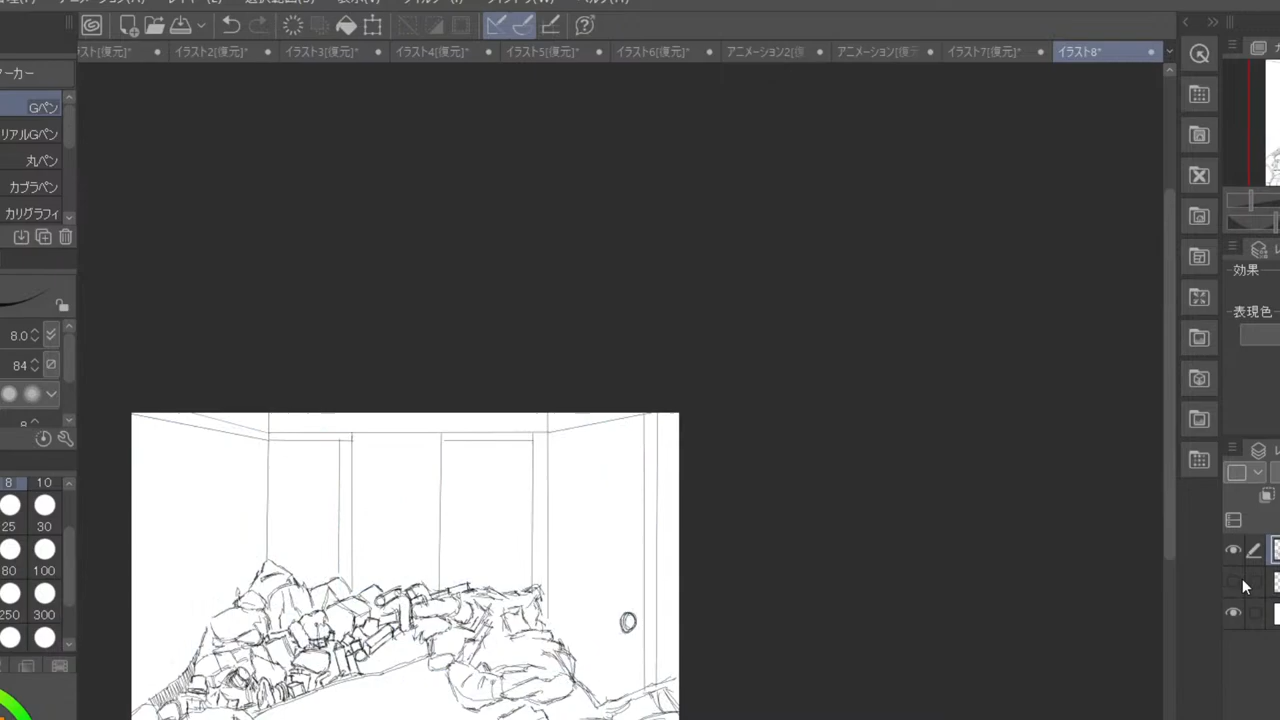 スト[復元]*
イラスト2[復元]*
イラスト3[復元]*
イラスト4[復元]*
イラスト5[復元]*
イラスト6[復元]*
アニメーション2[復
アニメーション[復元
イラスト7[復元]*
イラスト8*
マーカー
Gペン
リアルGペン
丸ペン
カブラペン
カリグラフィ
8.0
84
8
8 10
25 30
80 100
250 300
効果
表現色